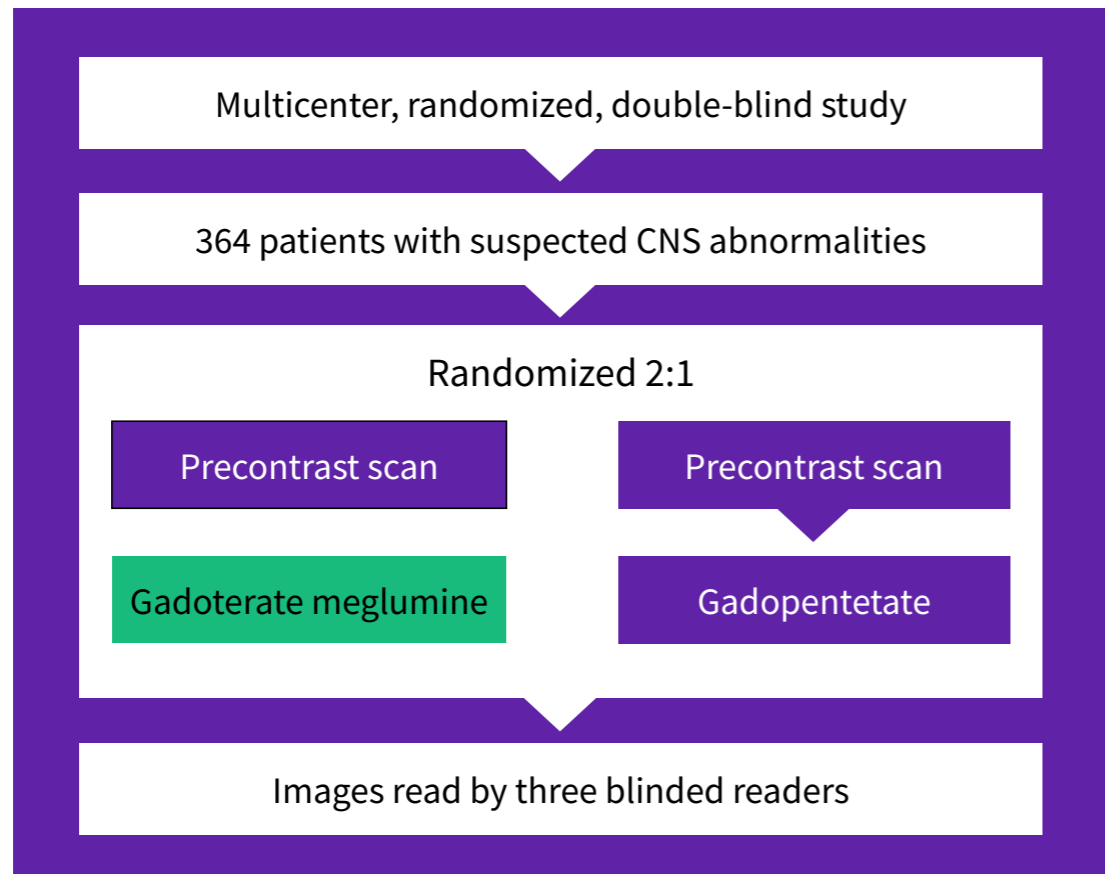 Multicenter, randomized, double-blind study
364 patients with suspected CNS abnormalities
Randomized 2:1
Precontrast scan
Precontrast scan
Gadoterate meglumine
Gadopentetate
Images read by three blinded readers